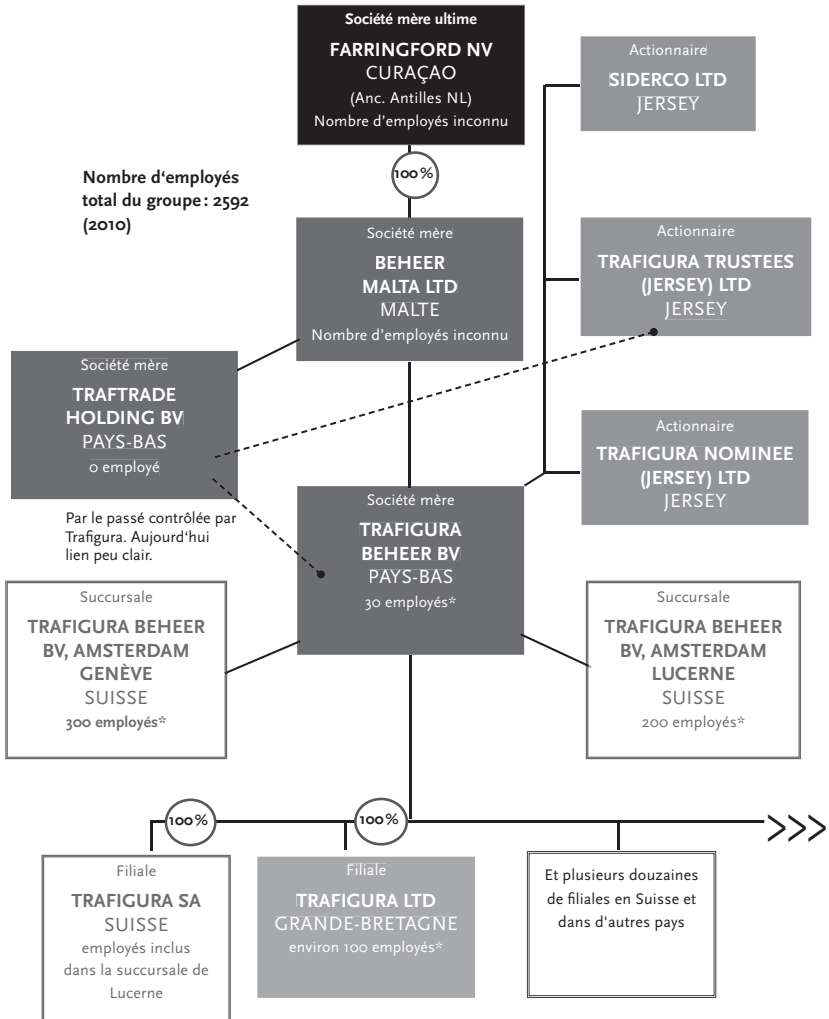 Société mère ultime
FARRINGFORD NV
CURAÇAO
(Anc. Antilles NL)
Nombre d'employés inconnu
Actionnaire
SIDERCO LTD
JERSEY
100%
Nombre d'employés
total du groupe : 2592
(2010)
Société mère
BEHEER
MALTA LTD
MALTE
Nombre d'employés inconnu
Actionnaire
TRAFIGURA TRUSTEES
(JERSEY) LTD
JERSEY
Société mère
TRAFTRADE
HOLDING BV
PAYS-BAS
0 employé
Actionnaire
TRAFIGURA NOMINEE
(JERSEY) LTD
JERSEY
Par le passé contrôlée par
Trafigura. Aujourd'hui
lien peu clair.
Société mère
TRAFIGURA
BEHEER BV
PAYS-BAS
30 employés*
Succursale
TRAFIGURA BEHEER
BV, AMSTERDAM
GENÈVE
SUISSE
300 employés*
Succursale
TRAFIGURA BEHEER
BV, AMSTERDAM
LUCERNE
SUISSE
200 employés*
100%
100%
Filiale
TRAFIGURA SA
SUISSE
employés inclus
dans la succursale de
Lucerne
Filiale
TRAFIGURA LTD
GRANDE-BRETAGNE
environ 100 employés*
Et plusieurs douzaines
de filiales en Suisse et
dans d'autres pays